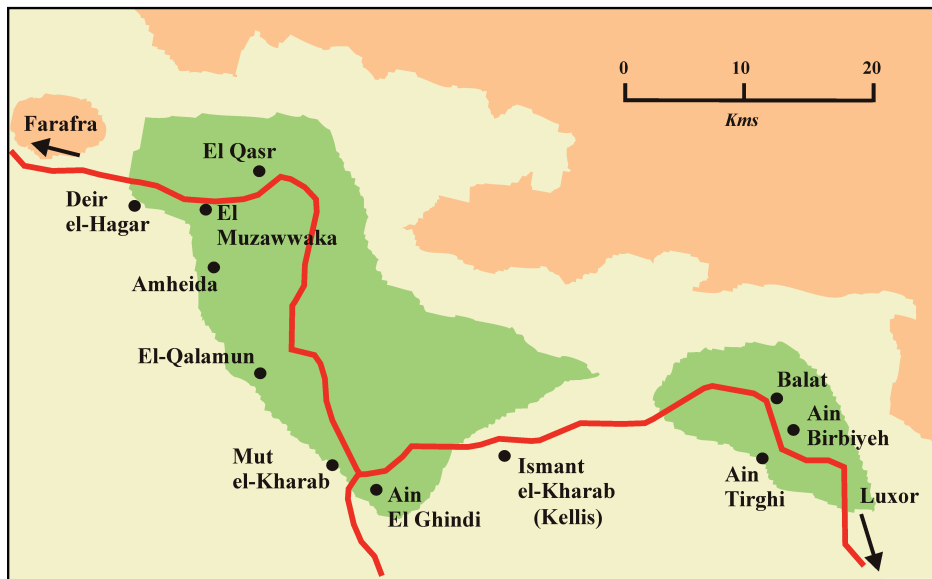 0
10
20
Kms
Farafra
El Qasr
Deir
el-Hagar
El
Muzawwaka
Amheida
El-Qalamun
Balat
Ain
Birbiyeh
Mut
el-Kharab
Ismant
el-Kharab
(Kellis)
Ain
Tirghi
Ain
El Ghindi
Luxor